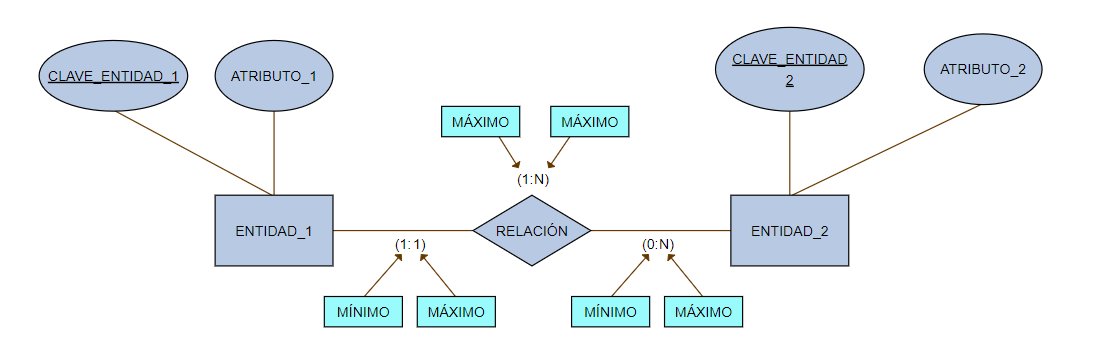 CLAVE_ENTIDAD_1
ATRIBUTO_1
CLAVE_ENTIDAD
2
ATRIBUTO_2
MÁXIMO
MÁXIMO
(1:N)
ENTIDAD_1
RELACIÓN
ENTIDAD_2
(1:1)
(0:N)
MÍNIMO
MÁXIMO
MÍNIMO
MÁXIMO